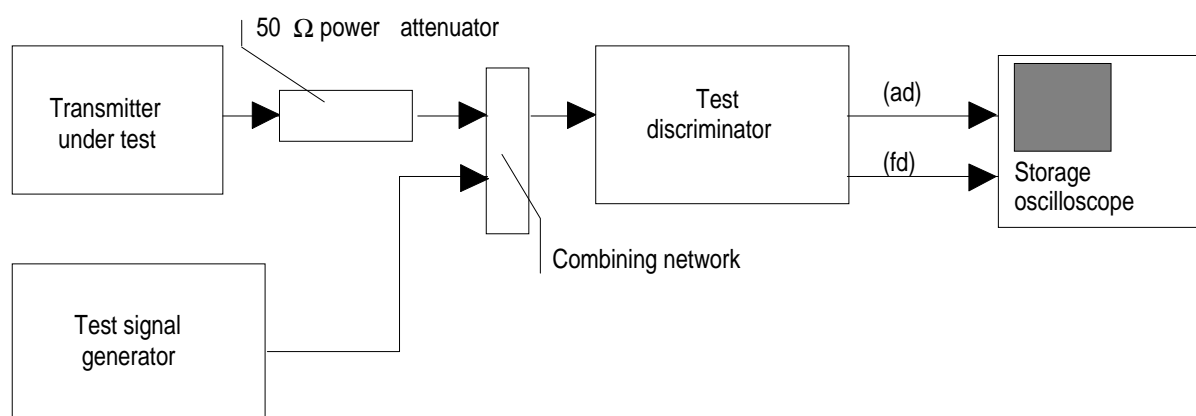 50 Ω power attenuator
Transmitter
under test
Test
discriminator
(ad)
(fd)
Storage
oscilloscope
Combining network
Test signal
generator